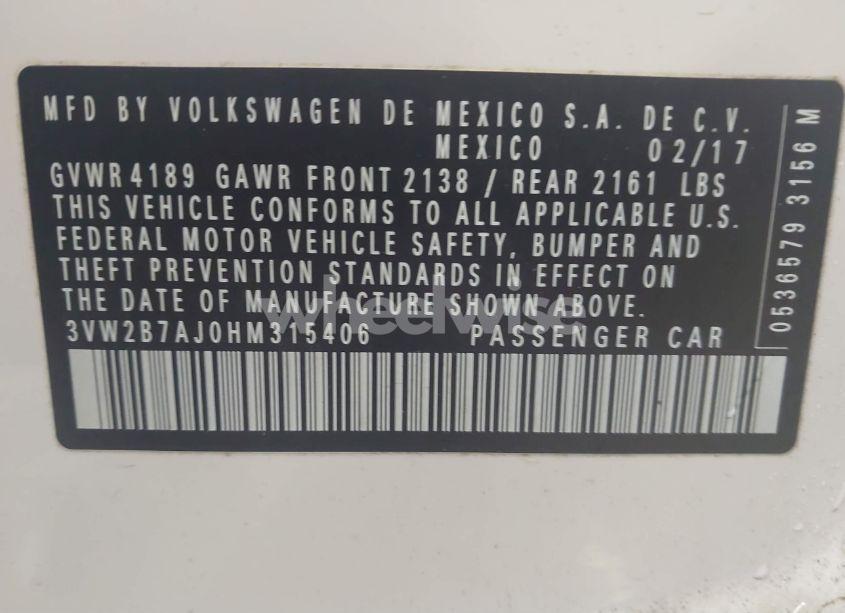 MFD BY VOLKSWAGEN DE MEXICO S.A. DE C.V.
MEXICO 02/17
GVWR 4189 GAWR FRONT 2138 / REAR 2161 LBS
THIS VEHICLE CONFORMS TO ALL APPLICABLE U.S.
FEDERAL MOTOR VEHICLE SAFETY, BUMPER AND
THEFT PREVENTION STANDARDS IN EFFECT ON
THE DATE OF MANUFACTURE SHOWN ABOVE.
3VW2B7AJ0HM315406 PASSENGER CAR
0536579 3156 M
wheelwise